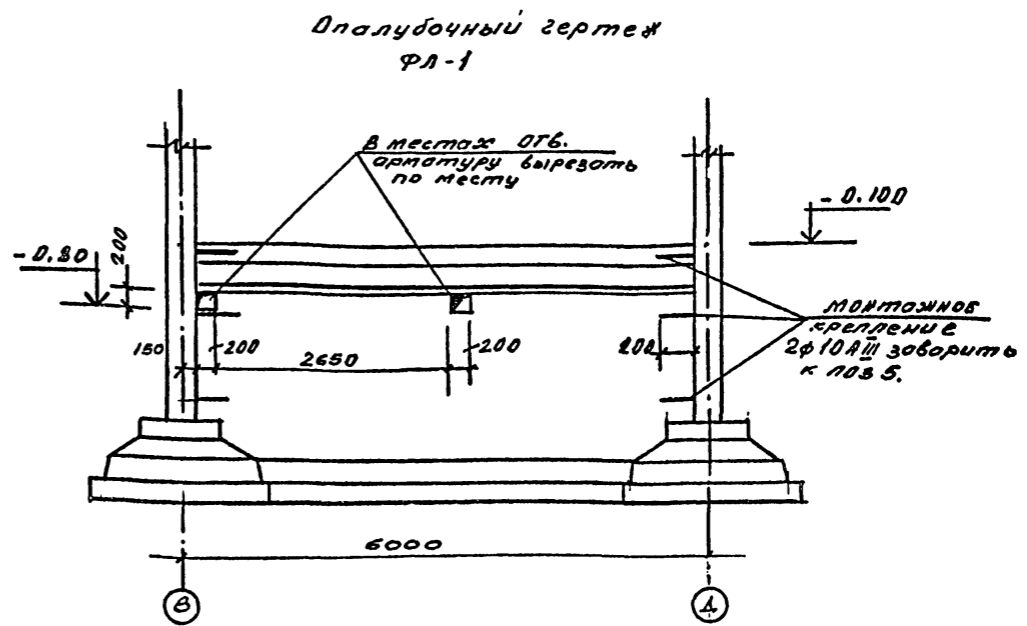 Опалубочный чертеж
ФЛ-1
В местах отв.
арматуру вырезать
по месту
- 0.100
- 0.80
200
монтажное
крепление
2ф10АIII заварить
к поз 5.
150
200
2650
200
200
6000
В
Д